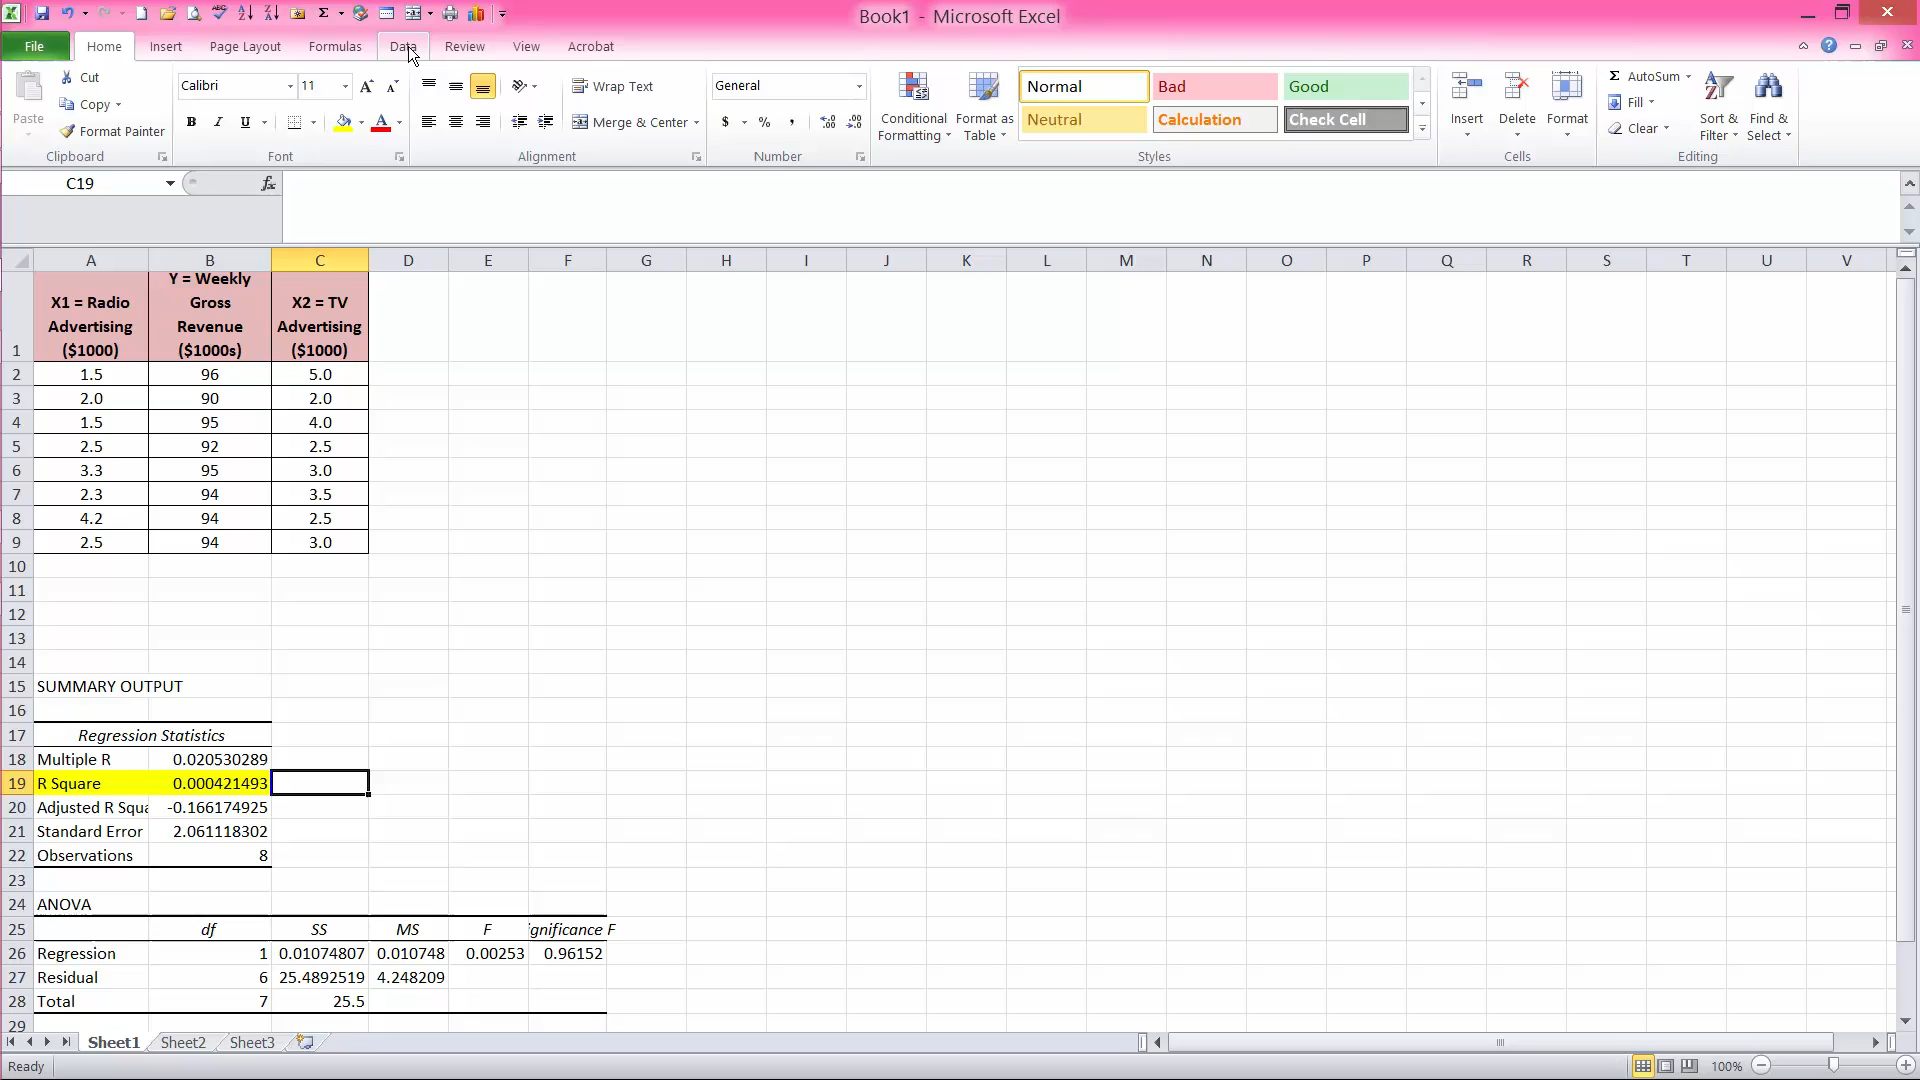 Book1 - Microsoft Excel
File Home Insert Page Layout Formulas Data Review View Acrobat
Paste
Cut
Copy
Format Painter
Clipboard
Calibri 11
B I U A
Font
Wrap Text
Merge & Center
Alignment
General
$ % ,
Number
Conditional Formatting
Format as Table
Normal Bad Good
Neutral Calculation Check Cell
Styles
Insert Delete Format
Cells
Σ AutoSum
Fill
Clear
Sort & Filter
Find & Select
Editing
C19 fx
A B C D E F G H I J K L M N O P Q R S T U V
1 X1 = Radio Advertising ($1000) Y = Weekly Gross Revenue ($1000s) X2 = TV Advertising ($1000)
2 1.5 96 5.0
3 2.0 90 2.0
4 1.5 95 4.0
5 2.5 92 2.5
6 3.3 95 3.0
7 2.3 94 3.5
8 4.2 94 2.5
9 2.5 94 3.0
10
11
12
13
14
15 SUMMARY OUTPUT
16
17 Regression Statistics
18 Multiple R 0.020530289
19 R Square 0.000421493
20 Adjusted R Squa -0.166174925
21 Standard Error 2.061118302
22 Observations 8
23
24 ANOVA
25 df SS MS F ignificance F
26 Regression 1 0.01074807 0.010748 0.00253 0.96152
27 Residual 6 25.4892519 4.248209
28 Total 7 25.5
29
Sheet1 Sheet2 Sheet3
Ready 100%